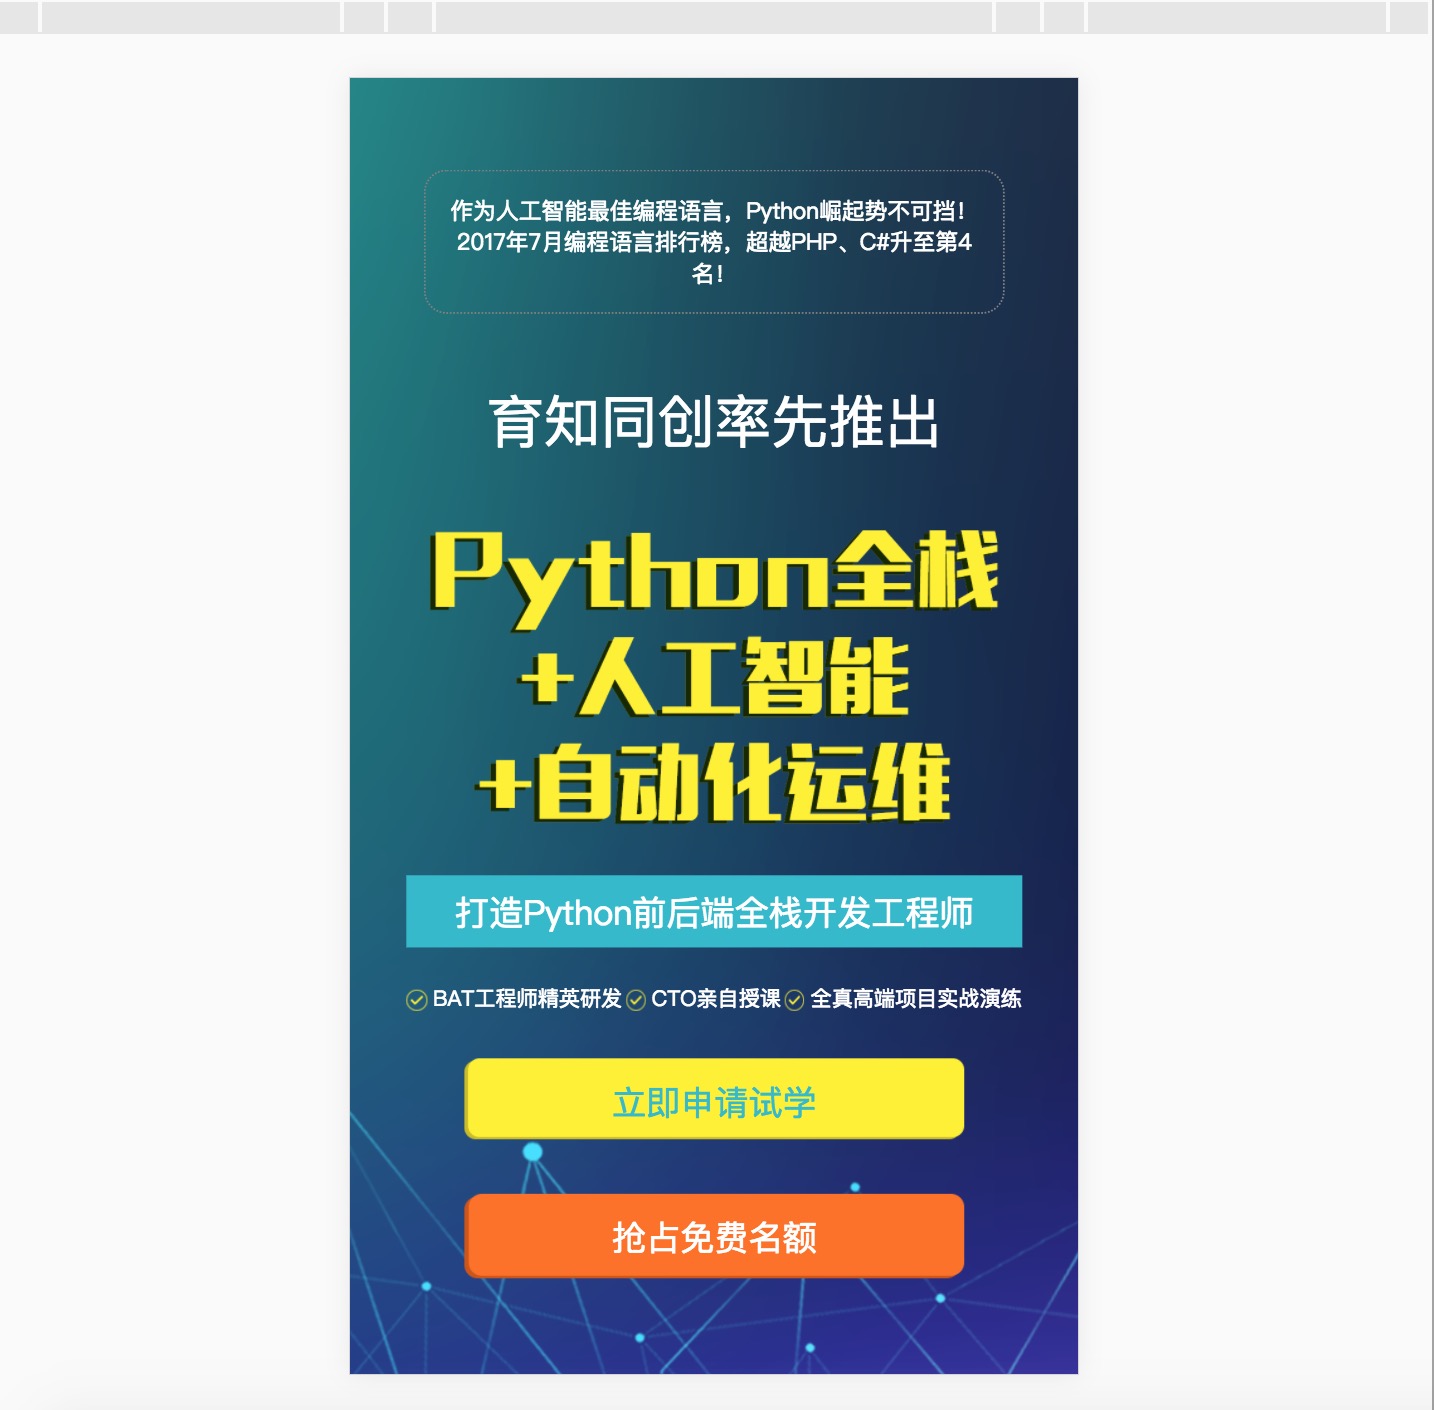 作为人工智能最佳编程语言，Python崛起势不可挡！
2017年7月编程语言排行榜，超越PHP、C#升至第4
名！
育知同创率先推出
Python全栈
+人工智能
+自动化运维
打造Python前后端全栈开发工程师
BAT工程师精英研发 CTO亲自授课 全真高端项目实战演练
立即申请试学
抢占免费名额